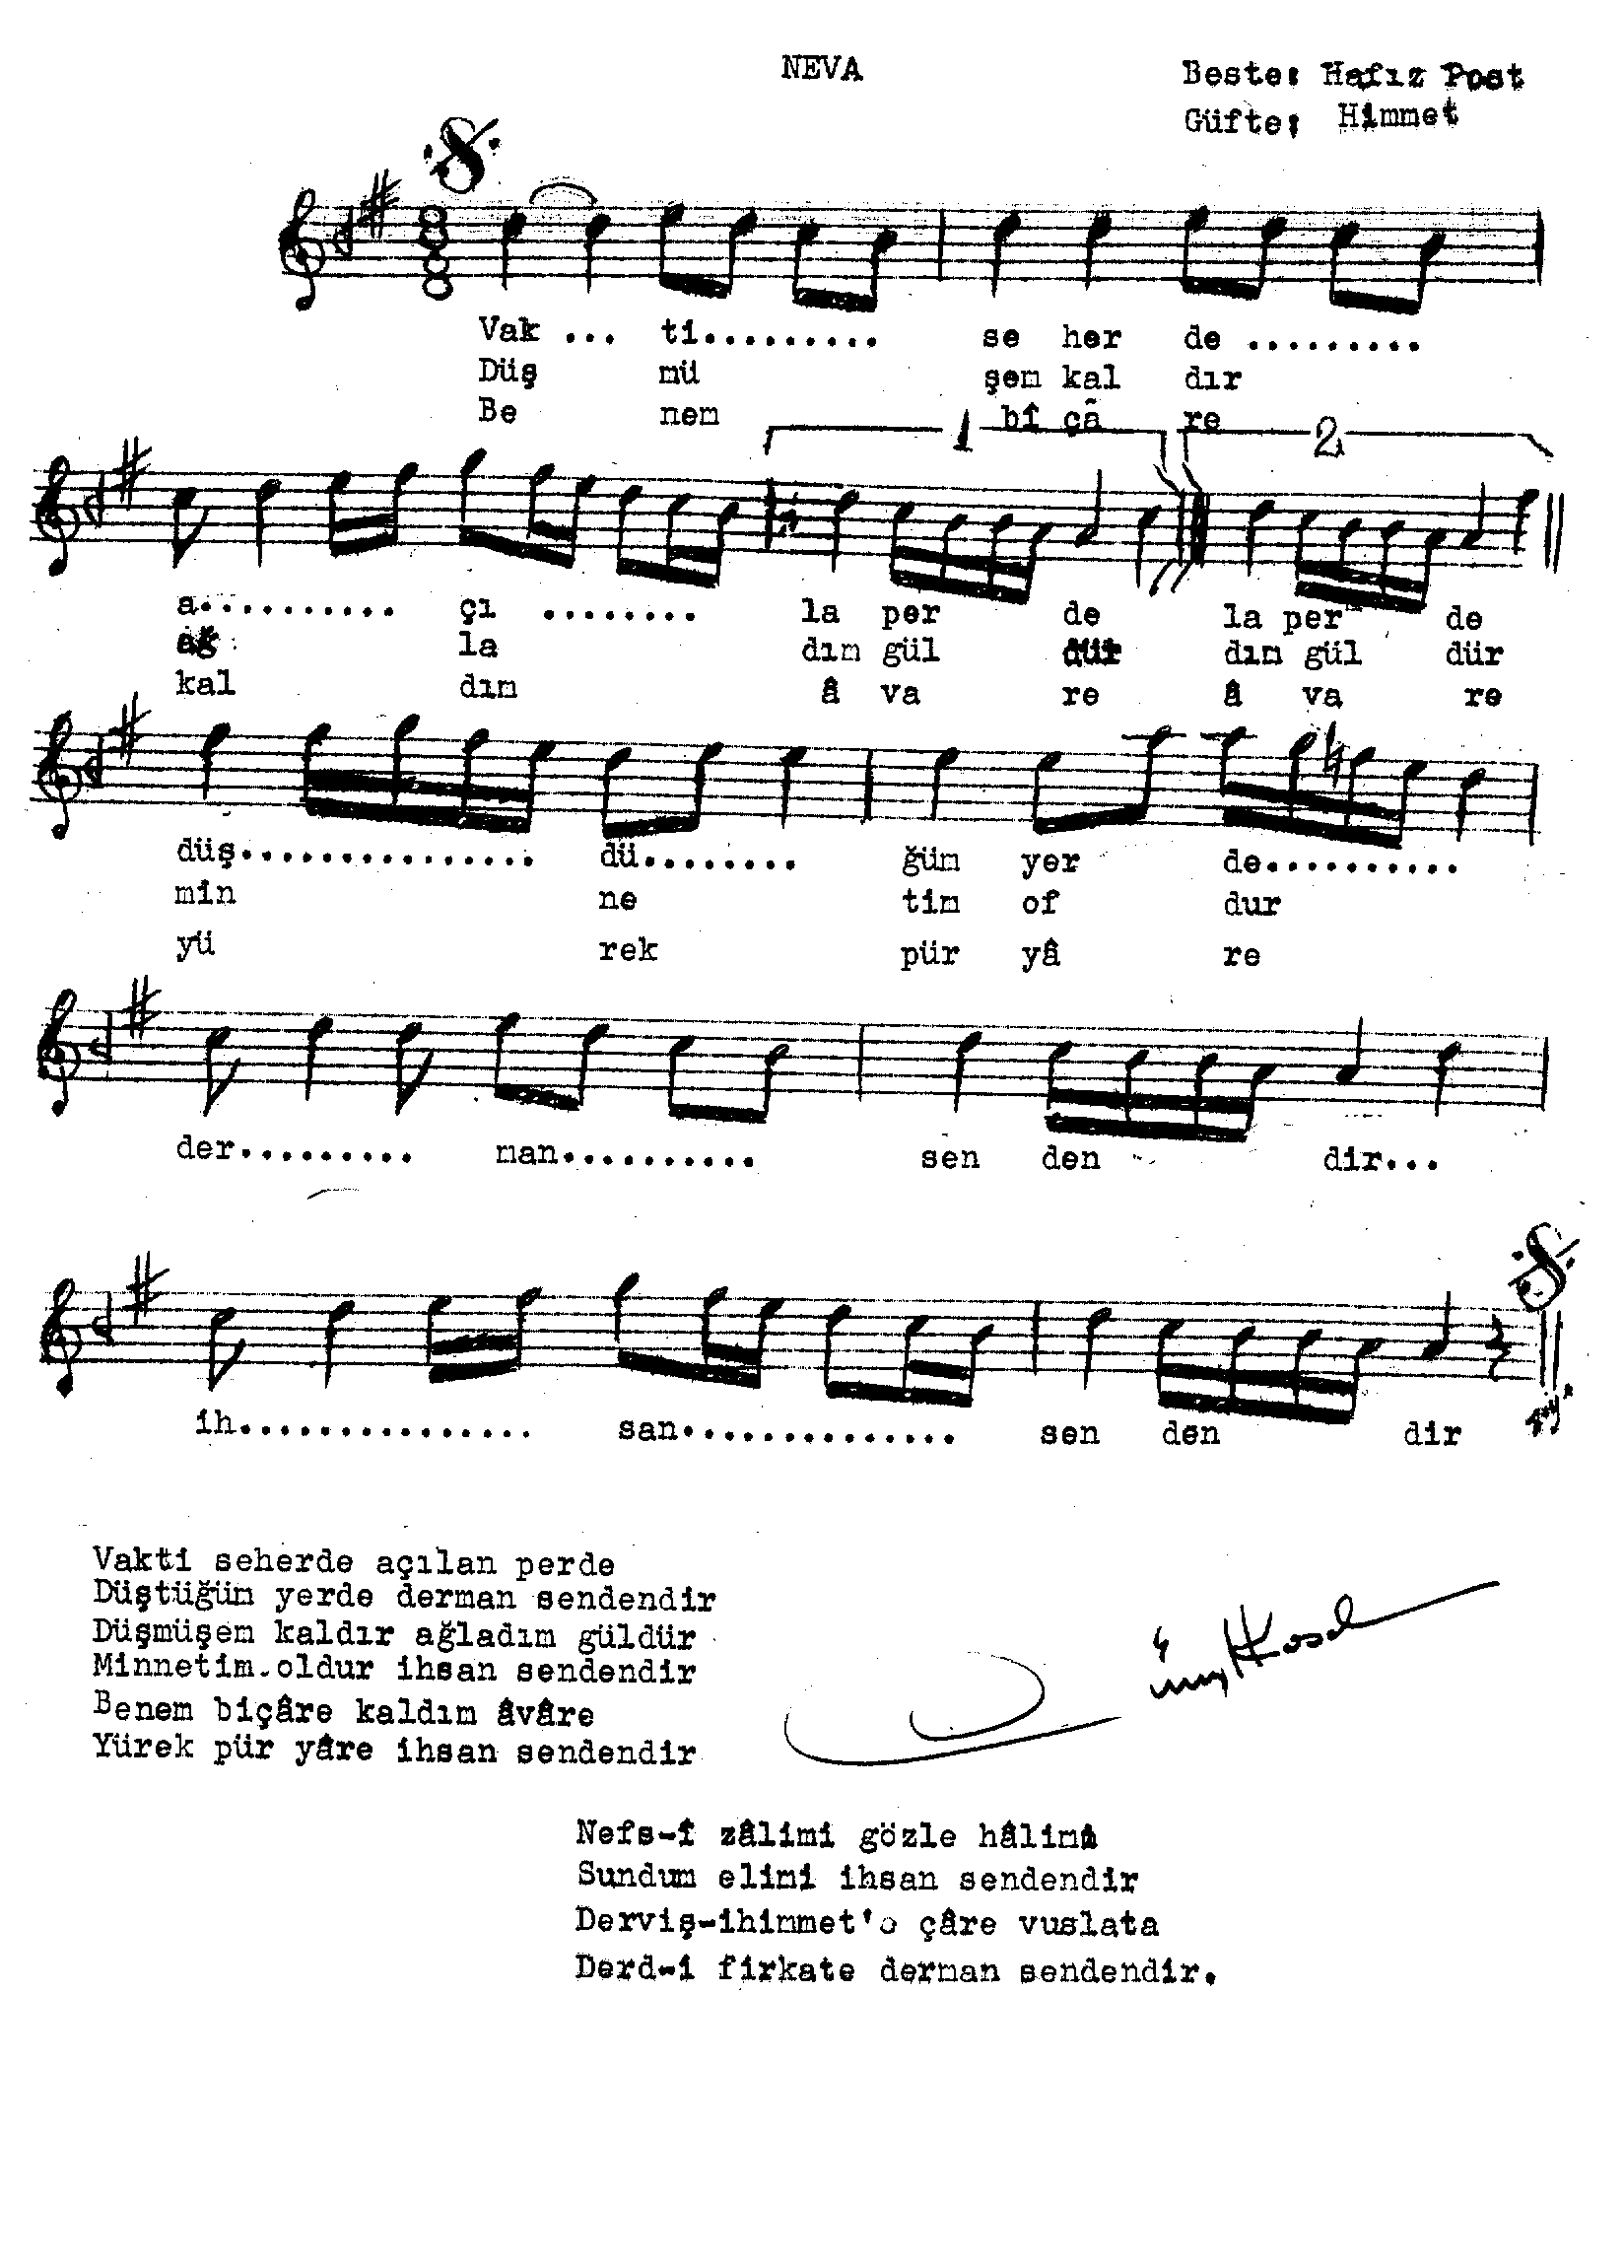 NEVA
Beste: Hafız Post
Güfte: Himmet
Vak ... ti......... se her de .........
Düş mü şem kal dır
Be nem bî çâ re
1 2
a.......... çı ........ la per de la per de
ağ la dım gül dür dım gül dür
kal dım â va re â va re
düş............... dü........ ğüm yer de..........
min ne tim of dur
yü rek pür yâ re
der......... man.......... sen den dir...
ih............... san.............. sen den dir
Vakti seherde açılan perde
Düştüğüm yerde derman sendendir
Düşmüşem kaldır ağladım güldür
Minnetim.oldur ihsan sendendir
Benem biçâre kaldım âvâre
Yürek pür yâre ihsan sendendir
Nefs-î zâlimi gözle hâlimi
Sundum elimi ihsan sendendir
Derviş-ihimmet'e çâre vuslata
Derd-i firkate derman sendendir.